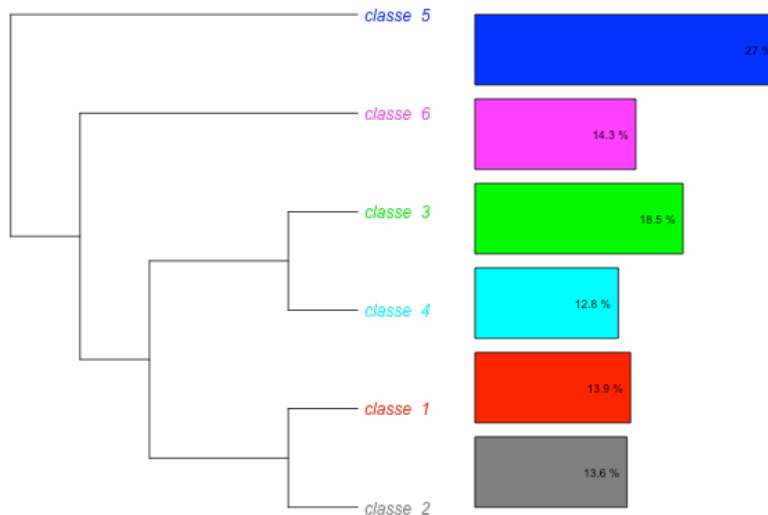 classe 5
27 %
classe 6
14.3 %
classe 3
18.5 %
classe 4
12.8 %
classe 1
13.9 %
classe 2
13.6 %